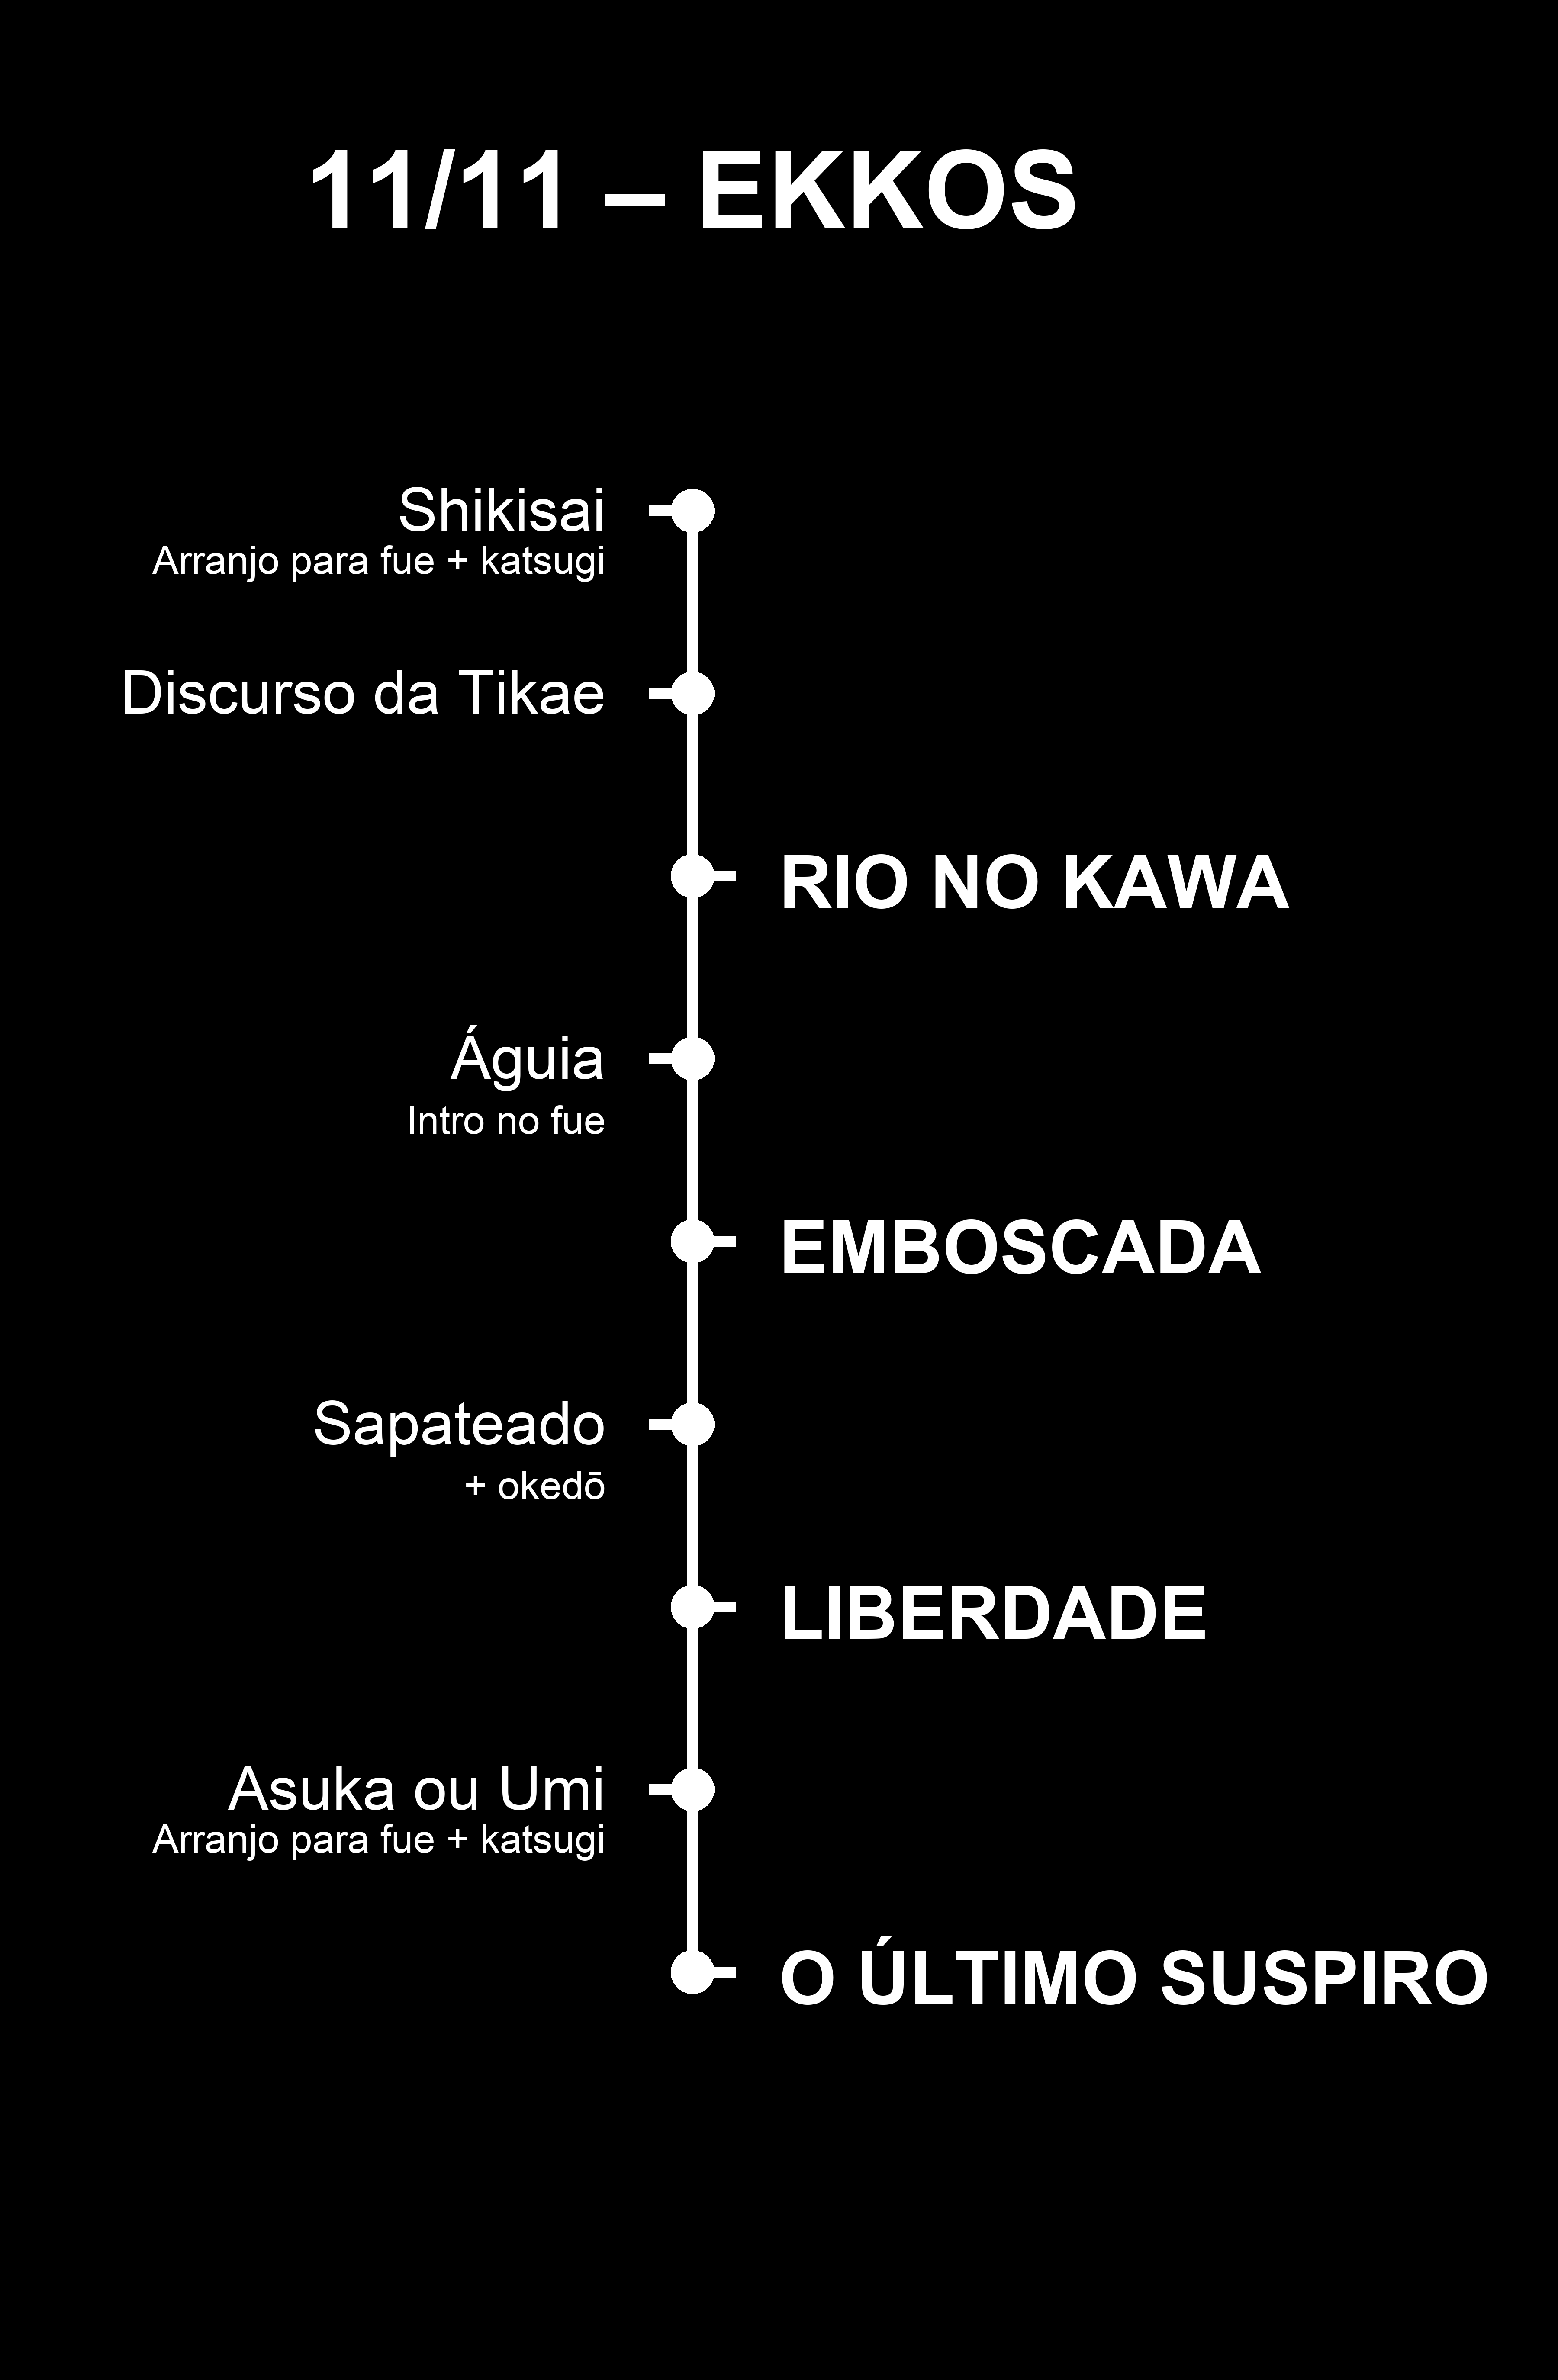 11/11 – EKKOS
Shikisai
Arranjo para fue + katsugi
Discurso da Tikae
RIO NO KAWA
Águia
Intro no fue
EMBOSCADA
Sapateado
+ okedō
LIBERDADE
Asuka ou Umi
Arranjo para fue + katsugi
O ÚLTIMO SUSPIRO